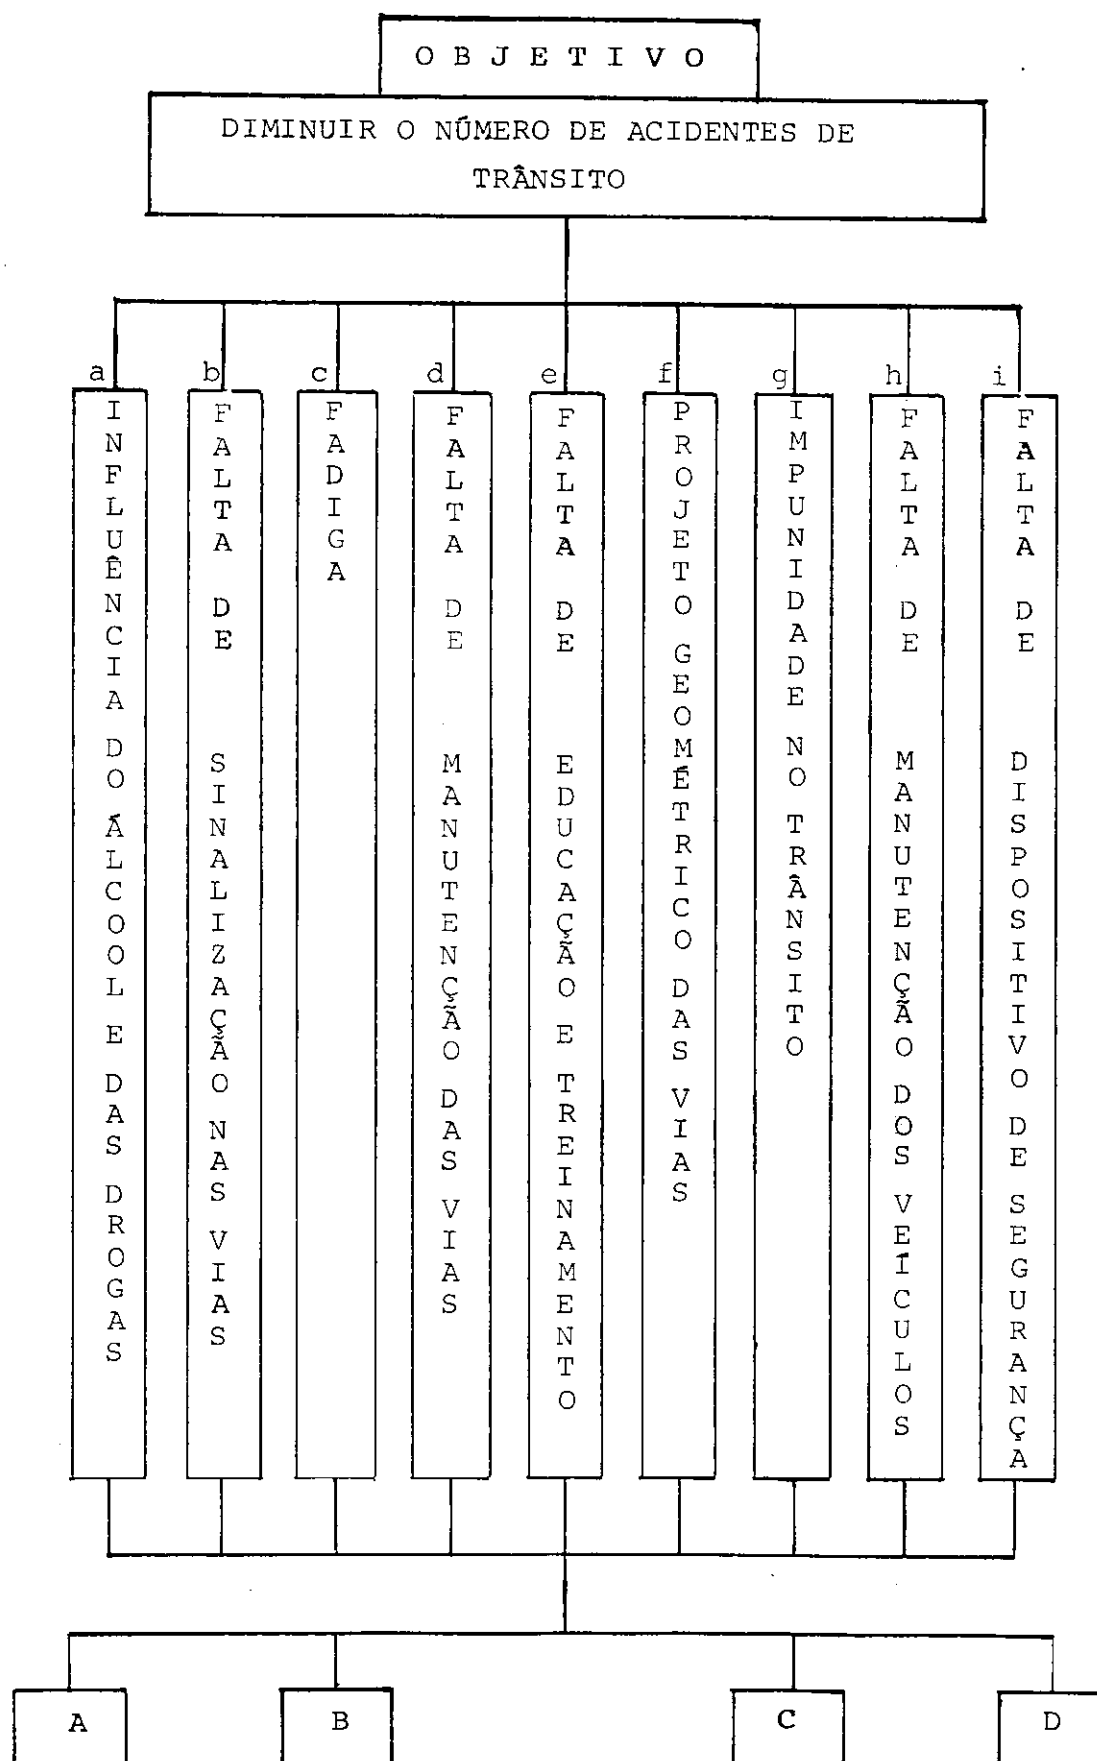 OBJETIVO
DIMINUIR O NÚMERO DE ACIDENTES DE
TRÂNSITO
a
INFLUÊNCIA DO ÁLCOOL E DAS DROGAS
b
FALTA DE SINALIZAÇÃO NAS VIAS
c
FADIGA
d
FALTA DE MANUTENÇÃO DAS VIAS
e
FALTA DE EDUCAÇÃO E TREINAMENTO
f
PROJETO GEOMÉTRICO DAS VIAS
g
IMPUNIDADE NO TRÂNSITO
h
FALTA DE MANUTENÇÃO DOS VEÍCULOS
i
FALTA DE DISPOSITIVO DE SEGURANÇA
A
B
C
D